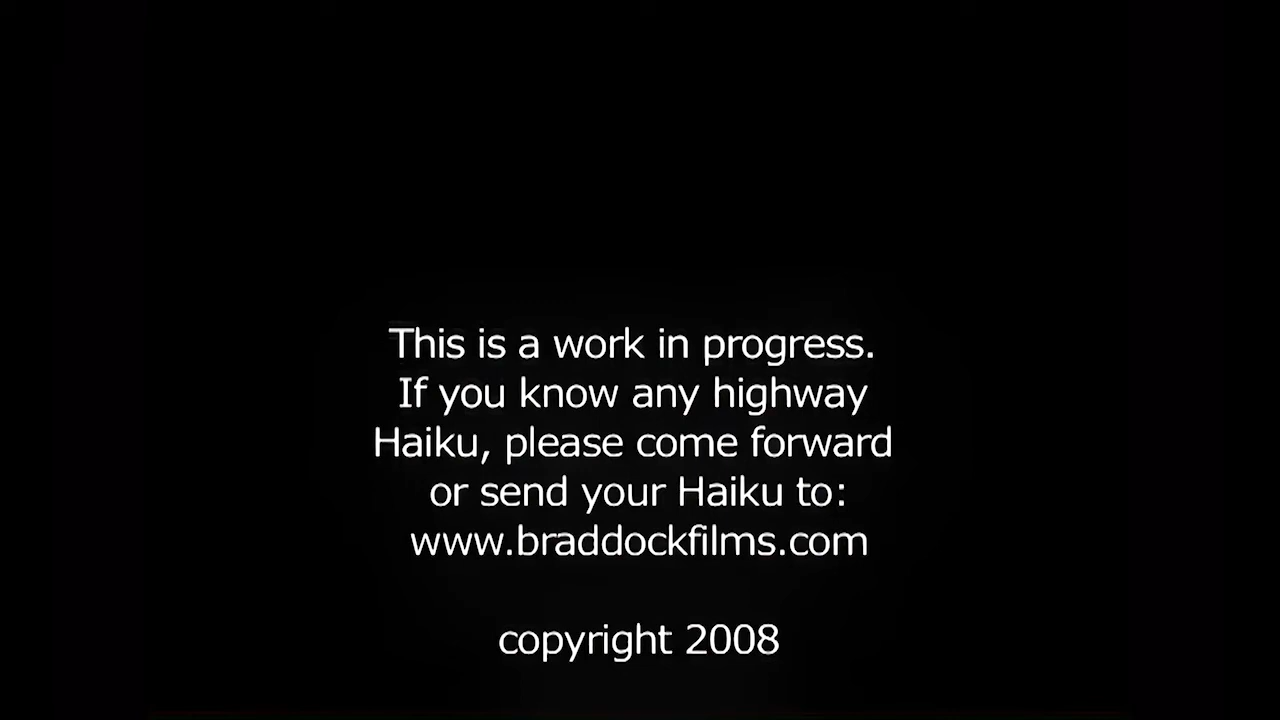 This is a work in progress.
If you know any highway
Haiku, please come forward
or send your Haiku to:
www.braddockfilms.com
copyright 2008